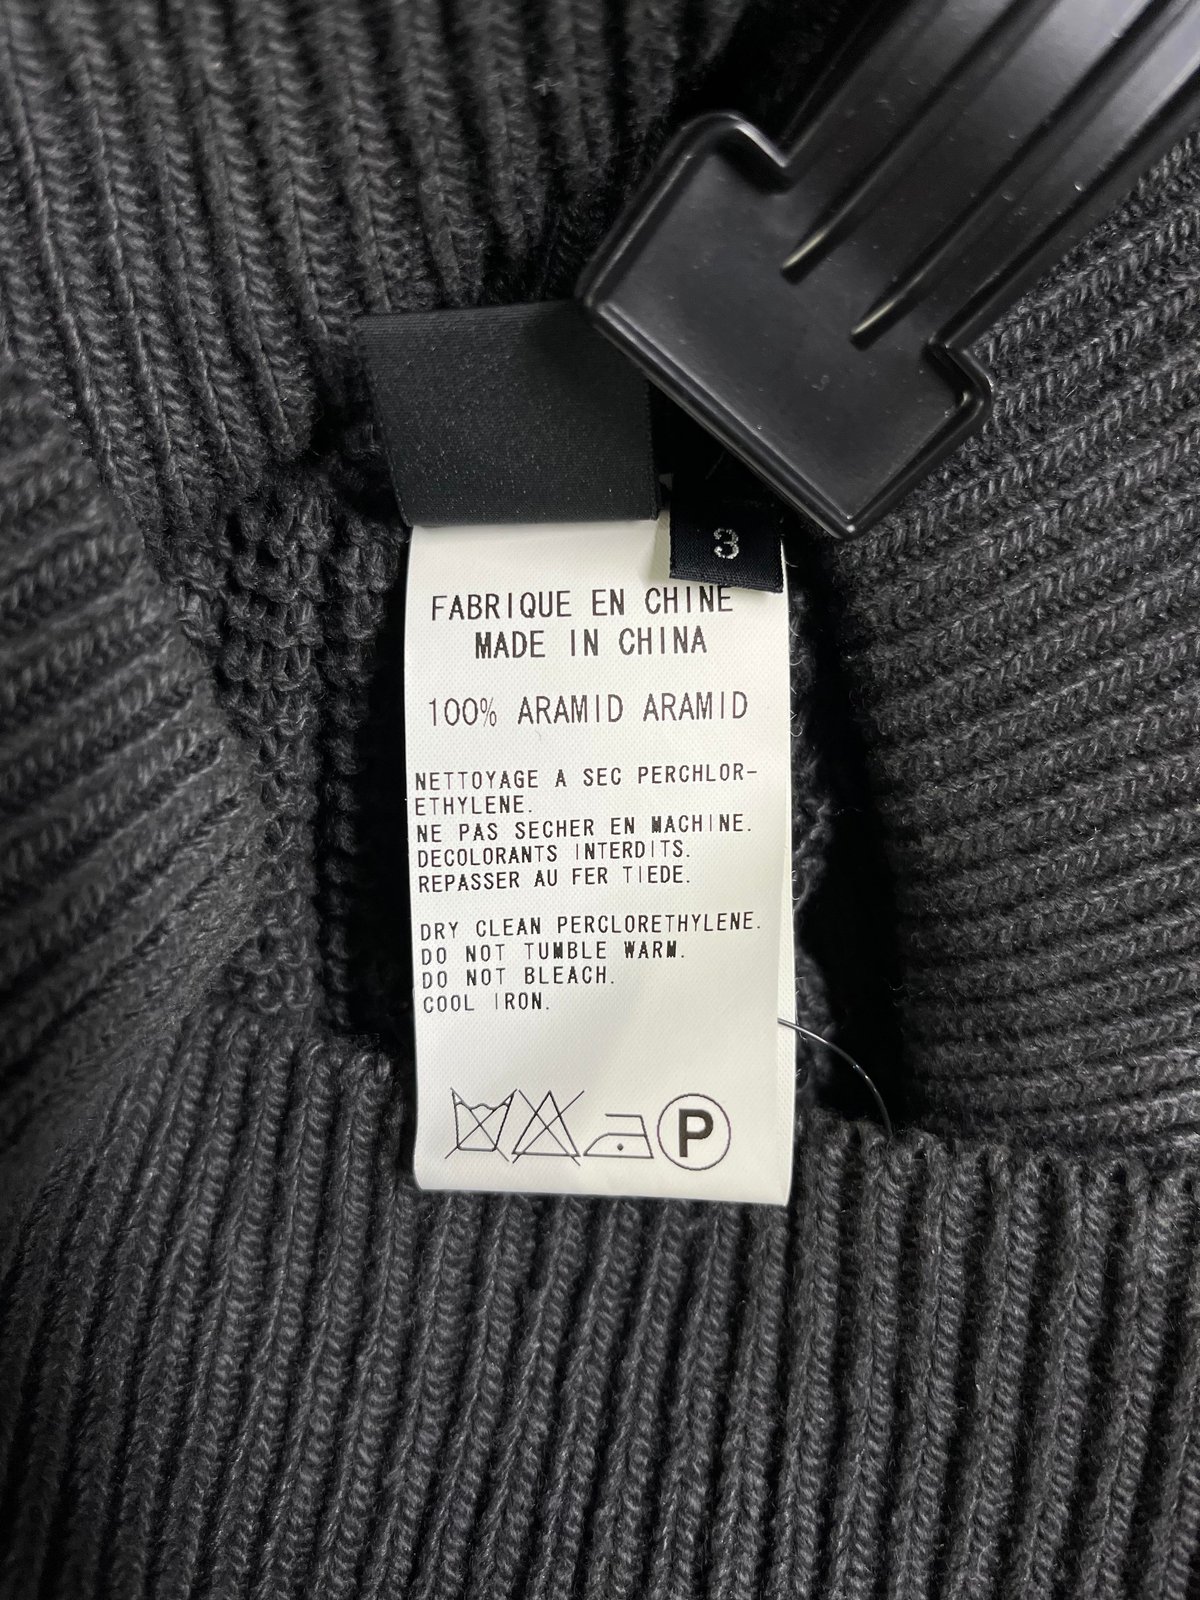 3
FABRIQUE EN CHINE
MADE IN CHINA
100% ARAMID ARAMID
NETTOYAGE A SEC PERCHLOR-
ETHYLENE.
NE PAS SECHER EN MACHINE.
DECOLORANTS INTERDITS.
REPASSER AU FER TIEDE.
DRY CLEAN PERCLORETHYLENE.
DO NOT TUMBLE WARM.
DO NOT BLEACH.
COOL IRON.
P